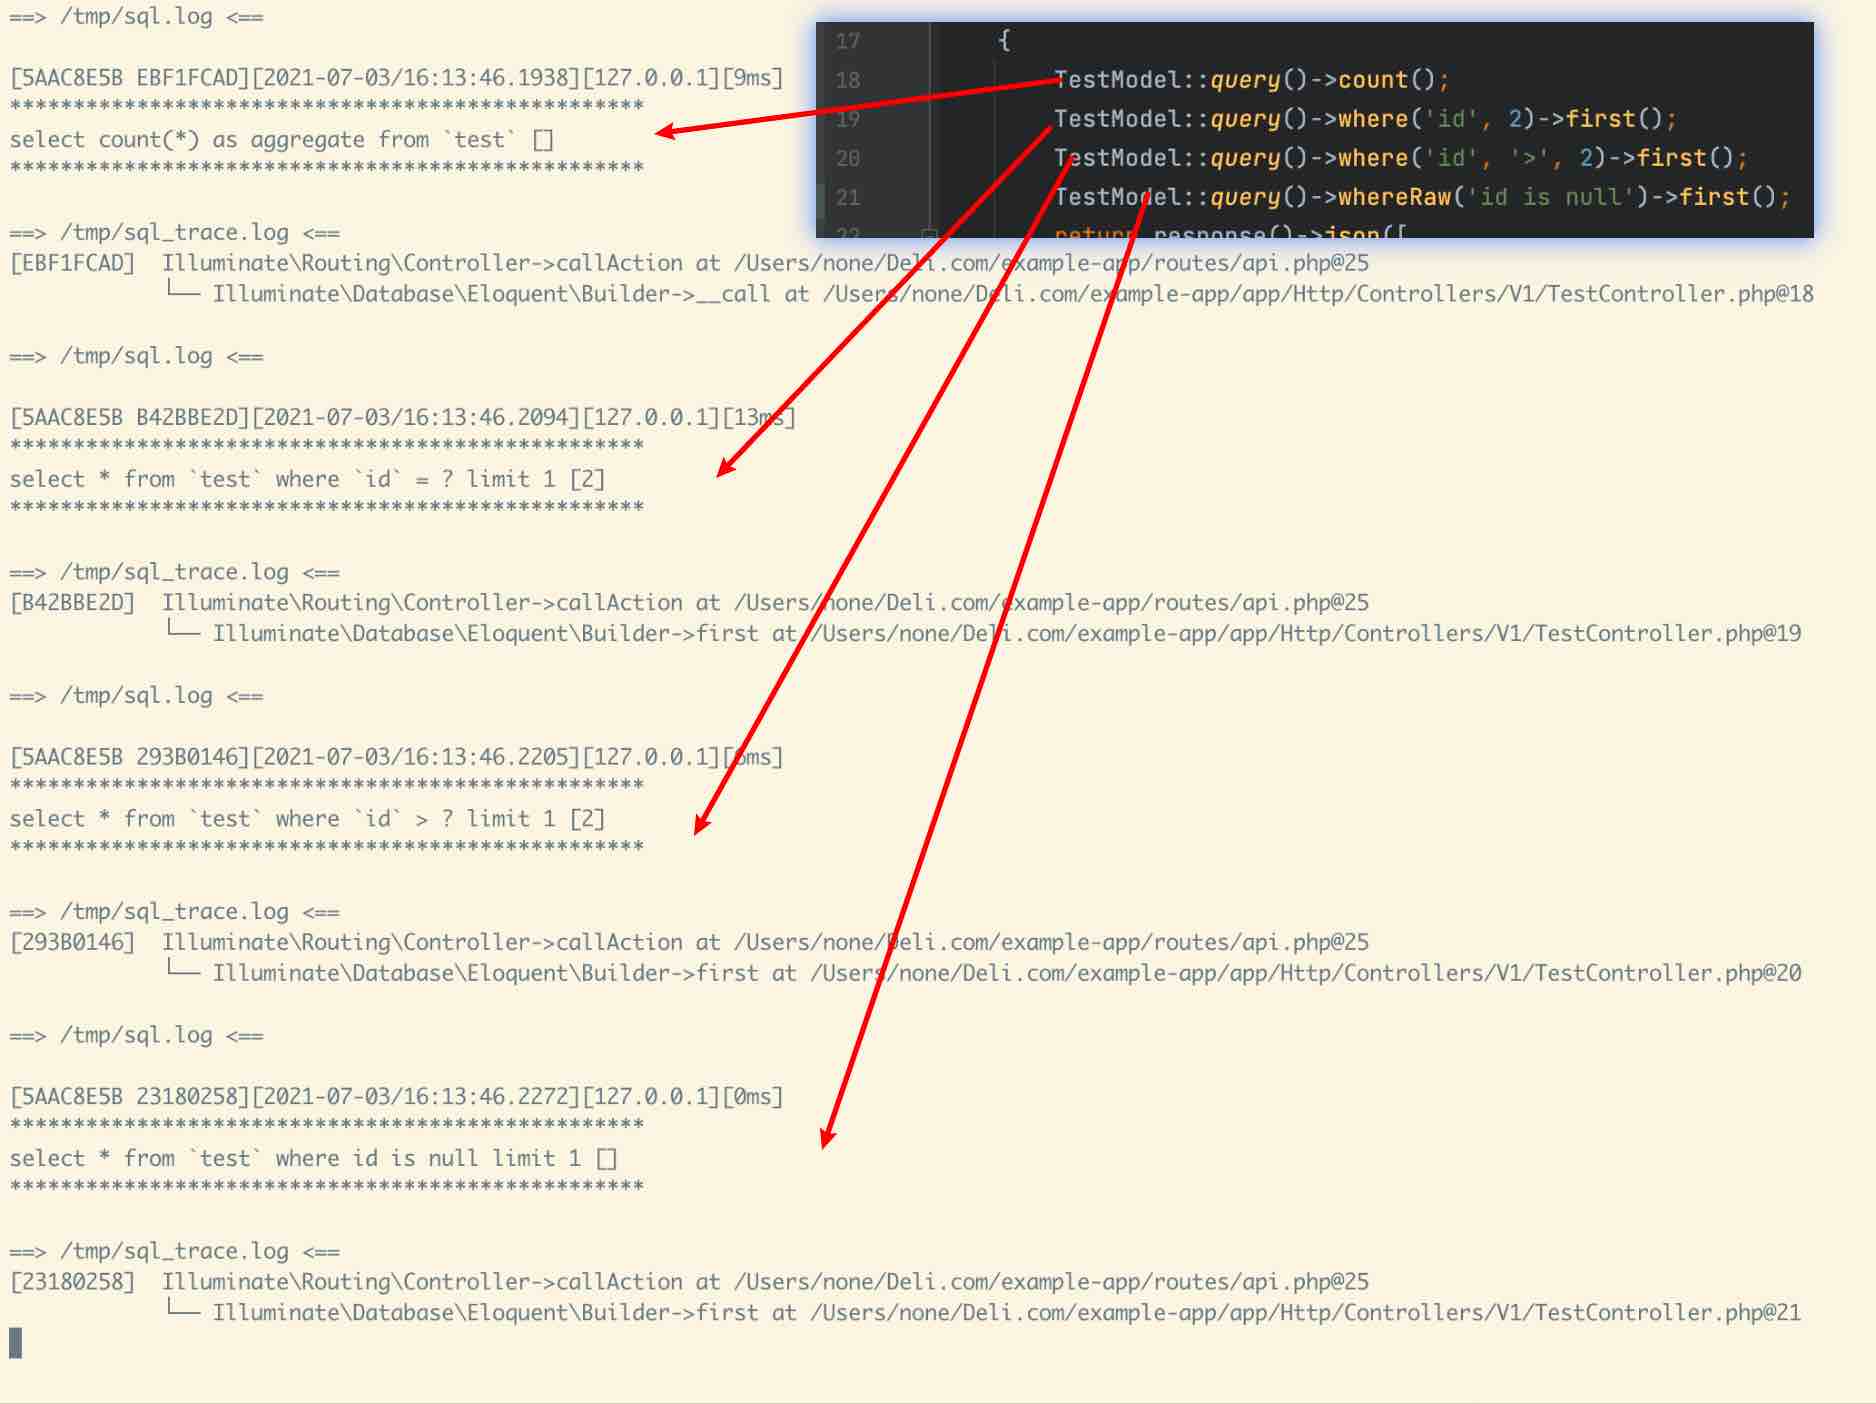 ==> /tmp/sql.log <==
[5AAC8E5B EBF1FCAD][2021-07-03/16:13:46.1938][127.0.0.1][9ms]
**************************************************
select count(*) as aggregate from `test` []
**************************************************
==> /tmp/sql_trace.log <==
[EBF1FCAD]  Illuminate\Routing\Controller->callAction at /Users/none/Deli.com/example-app/routes/api.php@25
└── Illuminate\Database\Eloquent\Builder->__call at /Users/none/Deli.com/example-app/app/Http/Controllers/V1/TestController.php@18
==> /tmp/sql.log <==
[5AAC8E5B B42BBE2D][2021-07-03/16:13:46.2094][127.0.0.1][13ms]
**************************************************
select * from `test` where `id` = ? limit 1 [2]
**************************************************
==> /tmp/sql_trace.log <==
[B42BBE2D]  Illuminate\Routing\Controller->callAction at /Users/none/Deli.com/example-app/routes/api.php@25
└── Illuminate\Database\Eloquent\Builder->first at /Users/none/Deli.com/example-app/app/Http/Controllers/V1/TestController.php@19
==> /tmp/sql.log <==
[5AAC8E5B 293B0146][2021-07-03/16:13:46.2205][127.0.0.1][6ms]
**************************************************
select * from `test` where `id` > ? limit 1 [2]
**************************************************
==> /tmp/sql_trace.log <==
[293B0146]  Illuminate\Routing\Controller->callAction at /Users/none/Deli.com/example-app/routes/api.php@25
└── Illuminate\Database\Eloquent\Builder->first at /Users/none/Deli.com/example-app/app/Http/Controllers/V1/TestController.php@20
==> /tmp/sql.log <==
[5AAC8E5B 23180258][2021-07-03/16:13:46.2272][127.0.0.1][0ms]
**************************************************
select * from `test` where id is null limit 1 []
**************************************************
==> /tmp/sql_trace.log <==
[23180258]  Illuminate\Routing\Controller->callAction at /Users/none/Deli.com/example-app/routes/api.php@25
└── Illuminate\Database\Eloquent\Builder->first at /Users/none/Deli.com/example-app/app/Http/Controllers/V1/TestController.php@21
17 {
18 TestModel::query()->count();
19 TestModel::query()->where('id', 2)->first();
20 TestModel::query()->where('id', '>', 2)->first();
21 TestModel::query()->whereRaw('id is null')->first();
22 return response()->json([